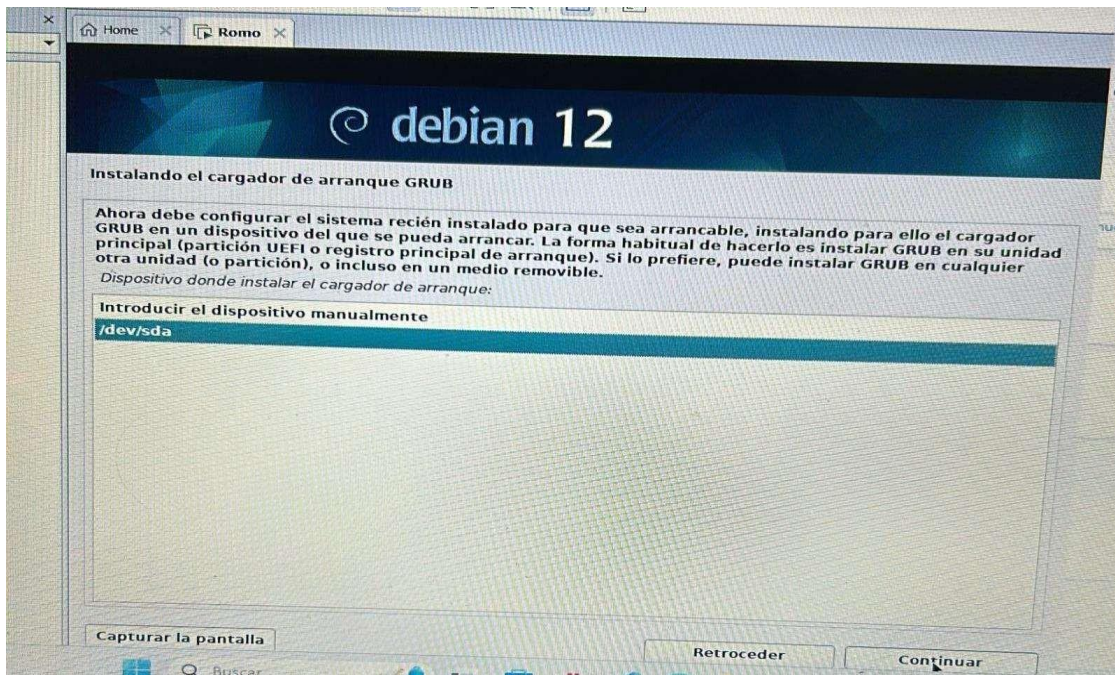 Home
Romo
debian 12
Instalando el cargador de arranque GRUB
Ahora debe configurar el sistema recién instalado para que sea arrancable, instalando para ello el cargador
GRUB en un dispositivo del que se pueda arrancar. La forma habitual de hacerlo es instalar GRUB en su unidad
principal (partición UEFI o registro principal de arranque). Si lo prefiere, puede instalar GRUB en cualquier
otra unidad (o partición), o incluso en un medio removible.
Dispositivo donde instalar el cargador de arranque:
Introducir el dispositivo manualmente
/dev/sda
Capturar la pantalla
Retroceder
Continuar
Buscar